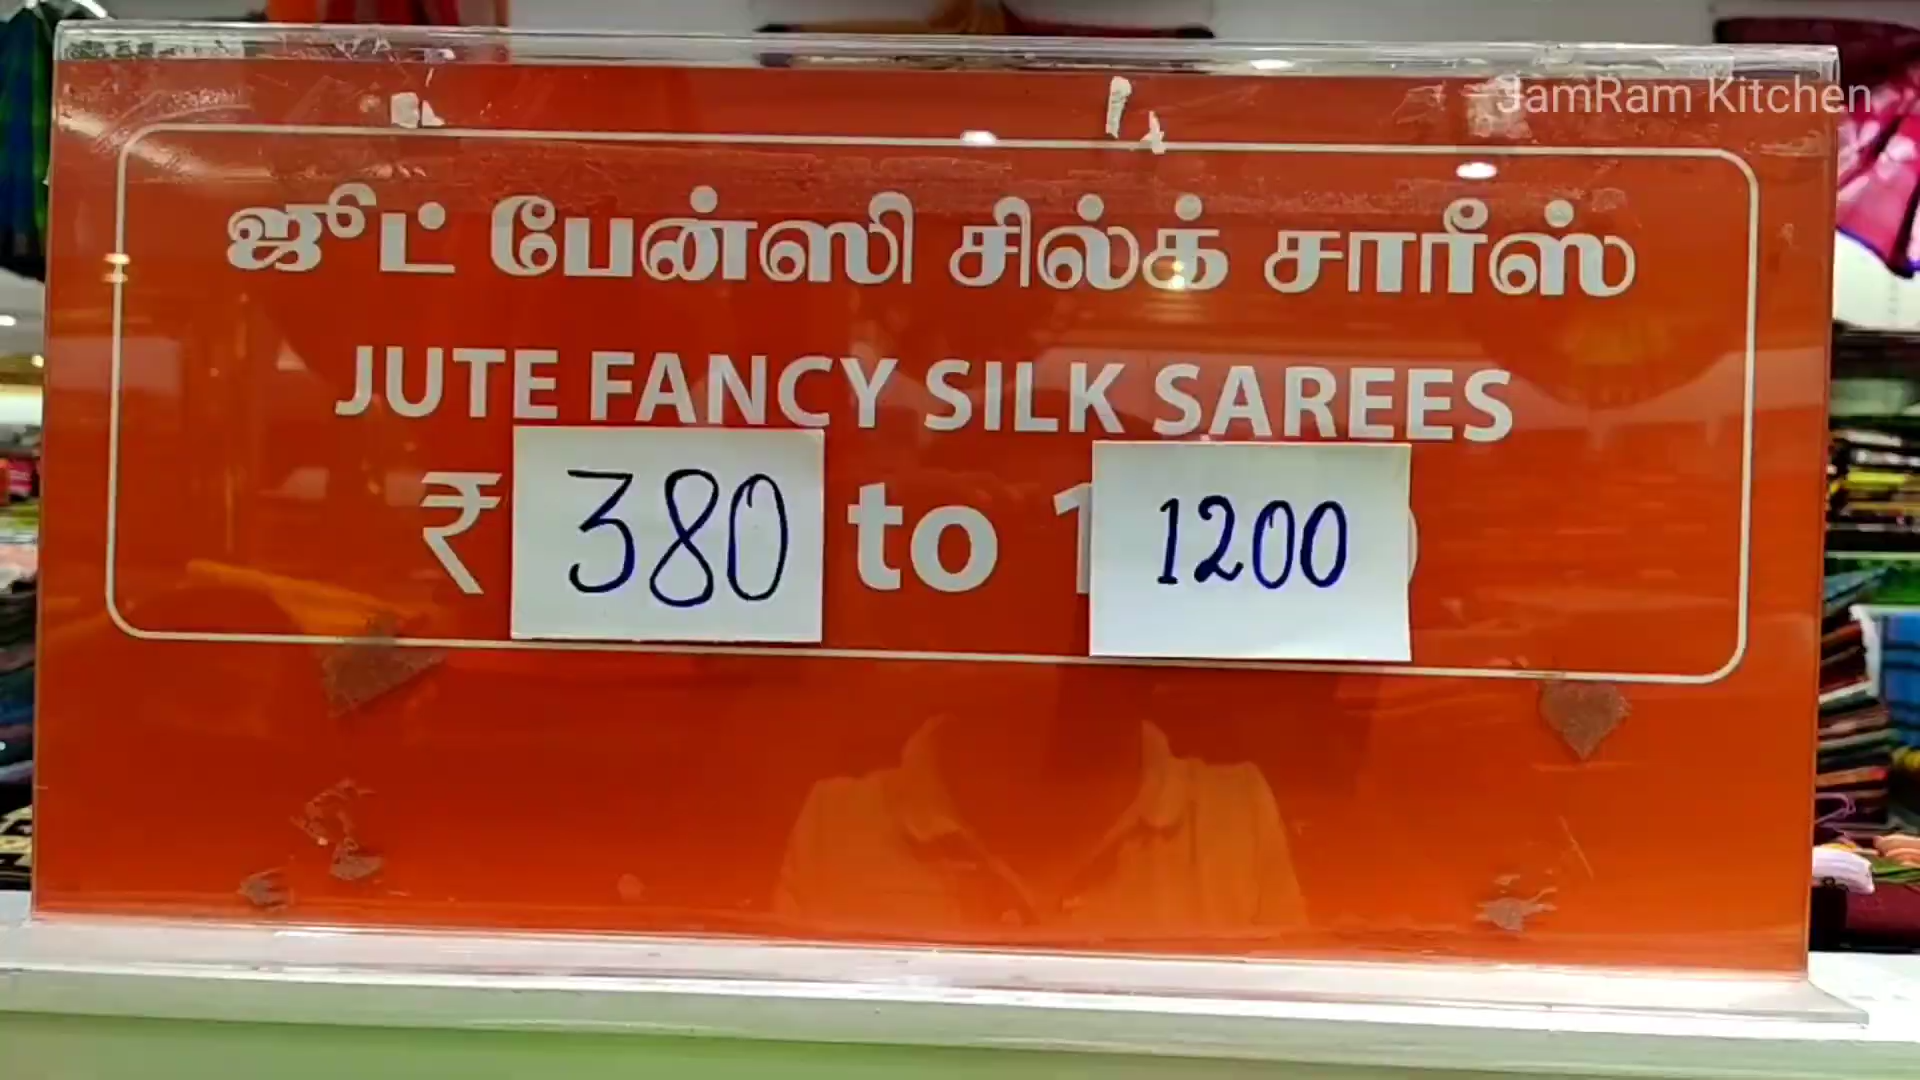 JamRam Kitchen
ஜூட் பேன்ஸி சில்க் சாரீஸ்
JUTE FANCY SILK SAREES
₹ 380 to 1200